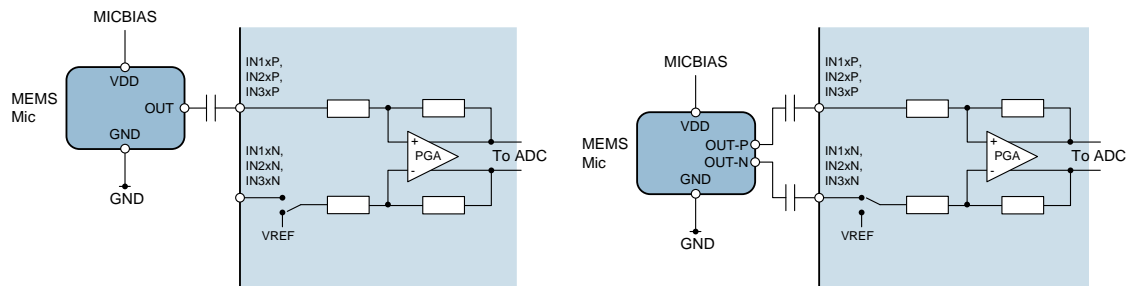 MICBIAS
VDD
MEMS
Mic
OUT
GND
GND
IN1xP,
IN2xP,
IN3xP
+
PGA
-
To ADC
IN1xN,
IN2xN,
IN3xN
VREF
MICBIAS
VDD
MEMS
Mic
OUT-P
OUT-N
GND
GND
IN1xP,
IN2xP,
IN3xP
+
PGA
-
To ADC
IN1xN,
IN2xN,
IN3xN
VREF